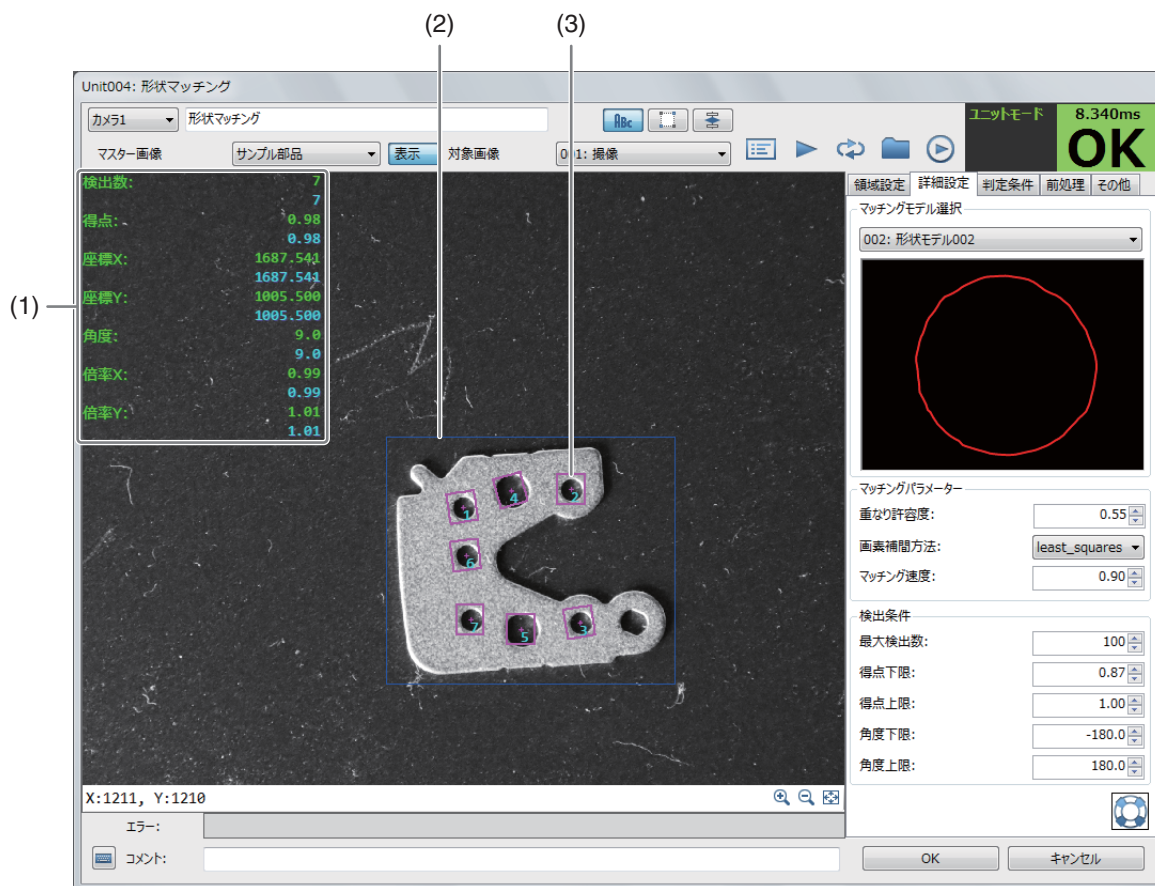 (2)
(3)
Unit004: 形状マッチング
カメラ1
形状マッチング
ABC
ユニットモード
8.340ms
OK
マスター画像
サンプル部品
表示
対象画像
001: 撮像
(1)
検出数: 7
7
得点: 0.98
0.98
座標X: 1687.541
1687.541
座標Y: 1005.500
1005.500
角度: 9.0
9.0
倍率X: 0.99
0.99
倍率Y: 1.01
1.01
1
4
2
6
7
5
3
X:1211, Y:1210
領域設定 詳細設定 判定条件 前処理 その他
マッチングモデル選択
002: 形状モデル002
マッチングパラメーター
重なり許容度: 0.55
画素補間方法: least_squares
マッチング速度: 0.90
検出条件
最大検出数: 100
得点下限: 0.87
得点上限: 1.00
角度下限: -180.0
角度上限: 180.0
エラー:
コメント:
OK
キャンセル